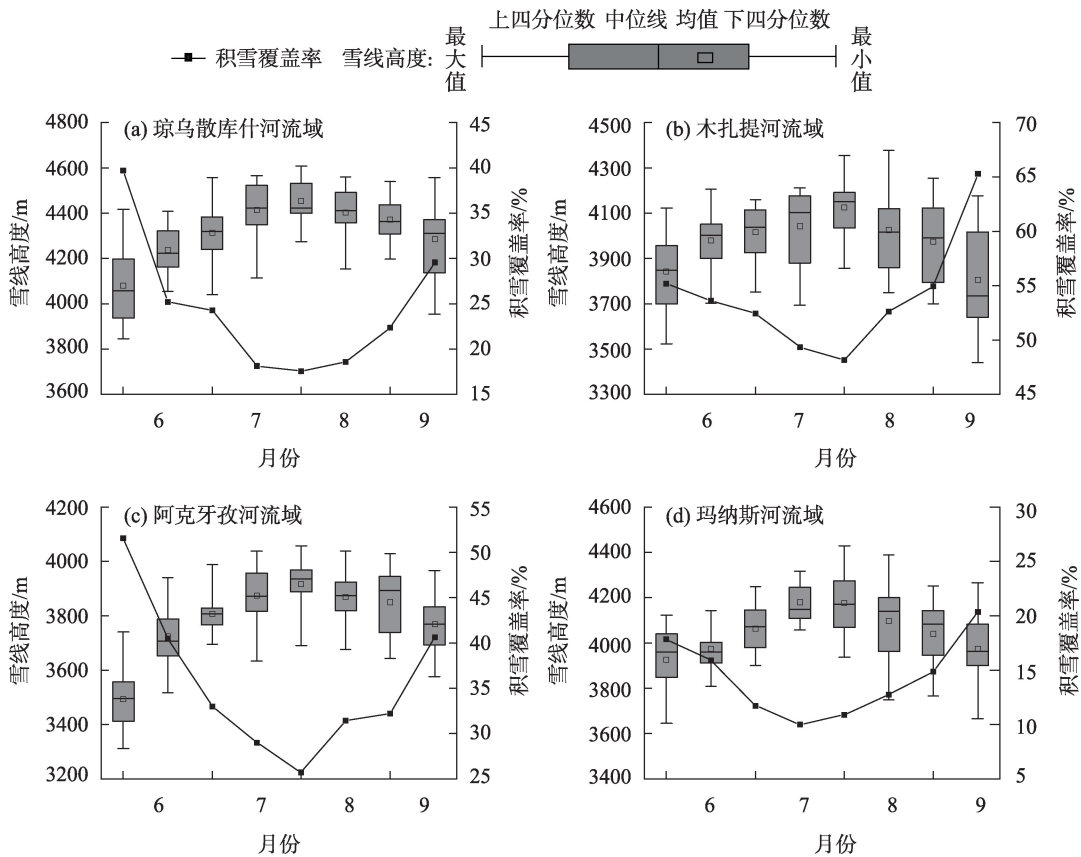 上四分位数 中位线 均值 下四分位数
积雪覆盖率 雪线高度: 最大值 最小值
(a) 琼乌散库什河流域
雪线高度/m
4800
4600
4400
4200
4000
3800
3600
45
40
35
30
25
20
15
积雪覆盖率/%
6 7 8 9
月份
(b) 木扎提河流域
雪线高度/m
4500
4300
4100
3900
3700
3500
3300
70
65
60
55
50
45
积雪覆盖率/%
6 7 8 9
月份
(c) 阿克牙孜河流域
雪线高度/m
4200
4000
3800
3600
3400
3200
55
50
45
40
35
30
25
积雪覆盖率/%
6 7 8 9
月份
(d) 玛纳斯河流域
雪线高度/m
4600
4400
4200
4000
3800
3600
3400
30
25
20
15
10
5
积雪覆盖率/%
6 7 8 9
月份